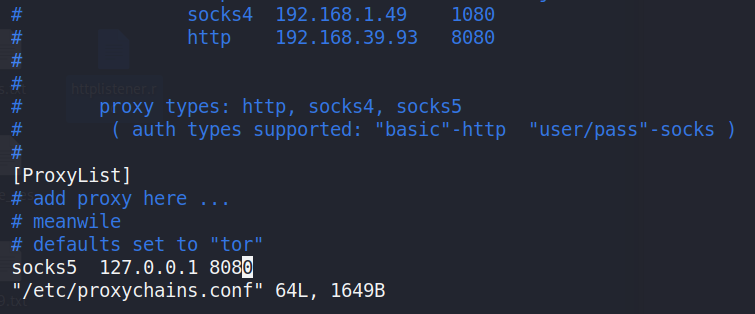 #               socks4  192.168.1.49    1080
#               http    192.168.39.93   8080
#
#
#       proxy types: http, socks4, socks5
#        ( auth types supported: "basic"-http  "user/pass"-socks )
#
[ProxyList]
# add proxy here ...
# meanwile
# defaults set to "tor"
socks5  127.0.0.1 8080
"/etc/proxychains.conf" 64L, 1649B